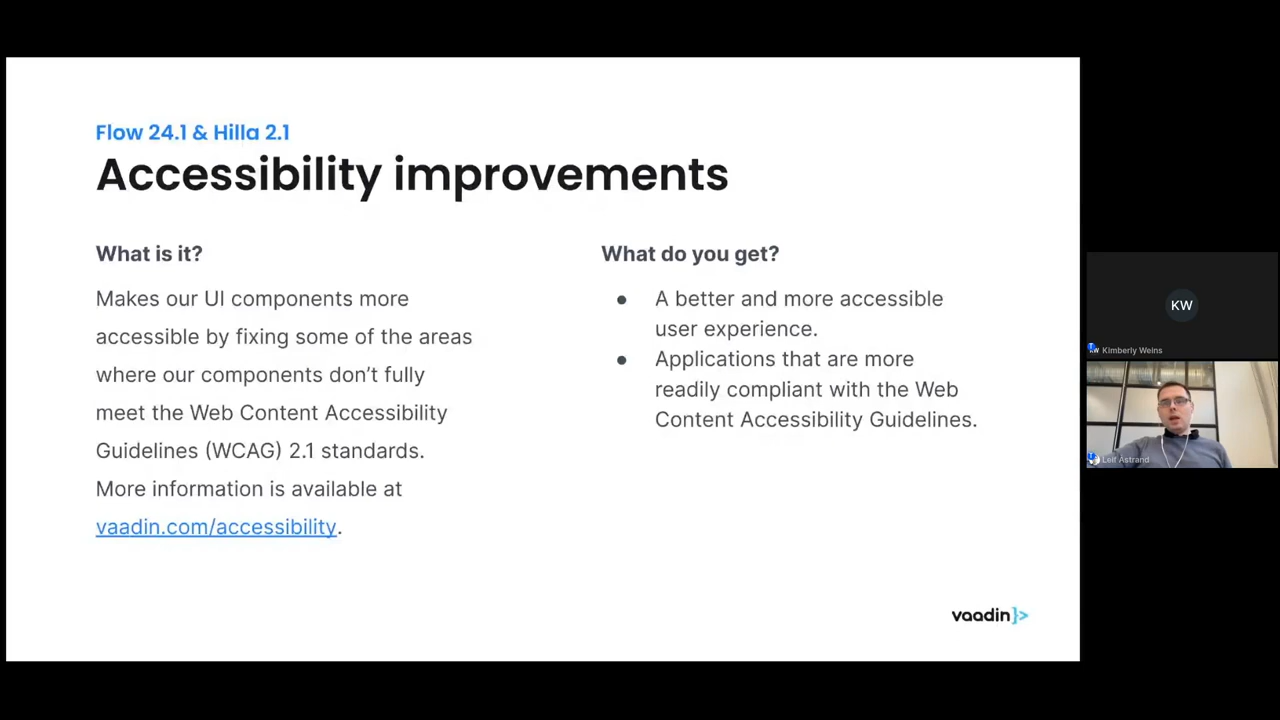 Flow 24.1 & Hilla 2.1
Accessibility improvements
What is it?
Makes our UI components more
accessible by fixing some of the areas
where our components don’t fully
meet the Web Content Accessibility
Guidelines (WCAG) 2.1 standards.
More information is available at
vaadin.com/accessibility.
What do you get?
● A better and more accessible
user experience.
● Applications that are more
readily compliant with the Web
Content Accessibility Guidelines.
vaadin}>
KW
Kimberly Weins
Leif Åstrand